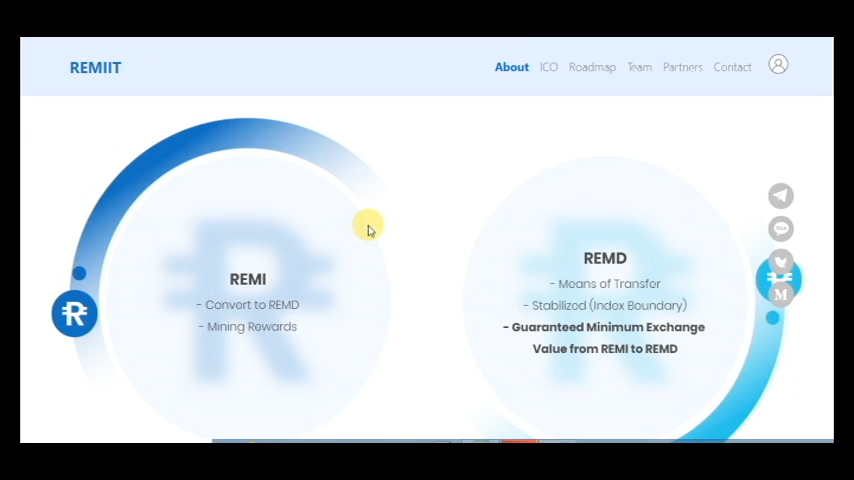 REMIIT
About ICO Roadmap Team Partners Contact
REMI
- Convert to REMD
- Mining Rewards
REMD
- Means of Transfer
- Stabilized (Index Boundary)
- Guaranteed Minimum Exchange
Value from REMI to REMD
TALK
M